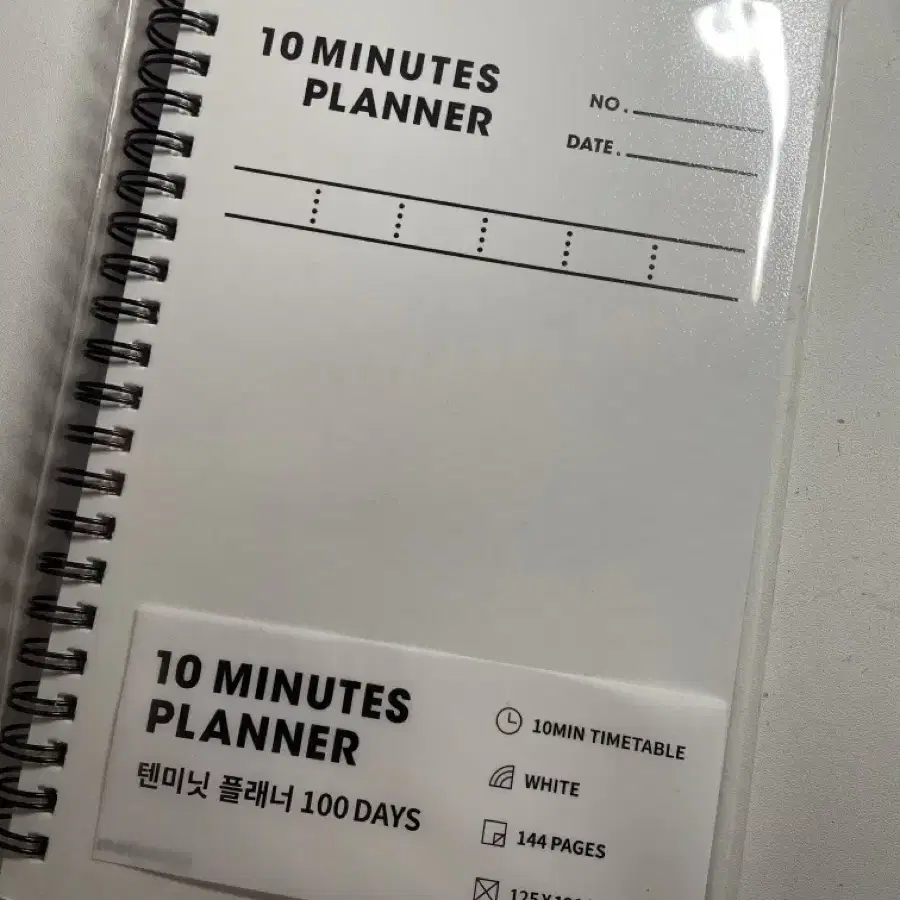 10 MINUTES
PLANNER
NO.
DATE.
10 MINUTES
PLANNER
텐미닛 플래너 100 DAYS
10MIN TIMETABLE
WHITE
144 PAGES